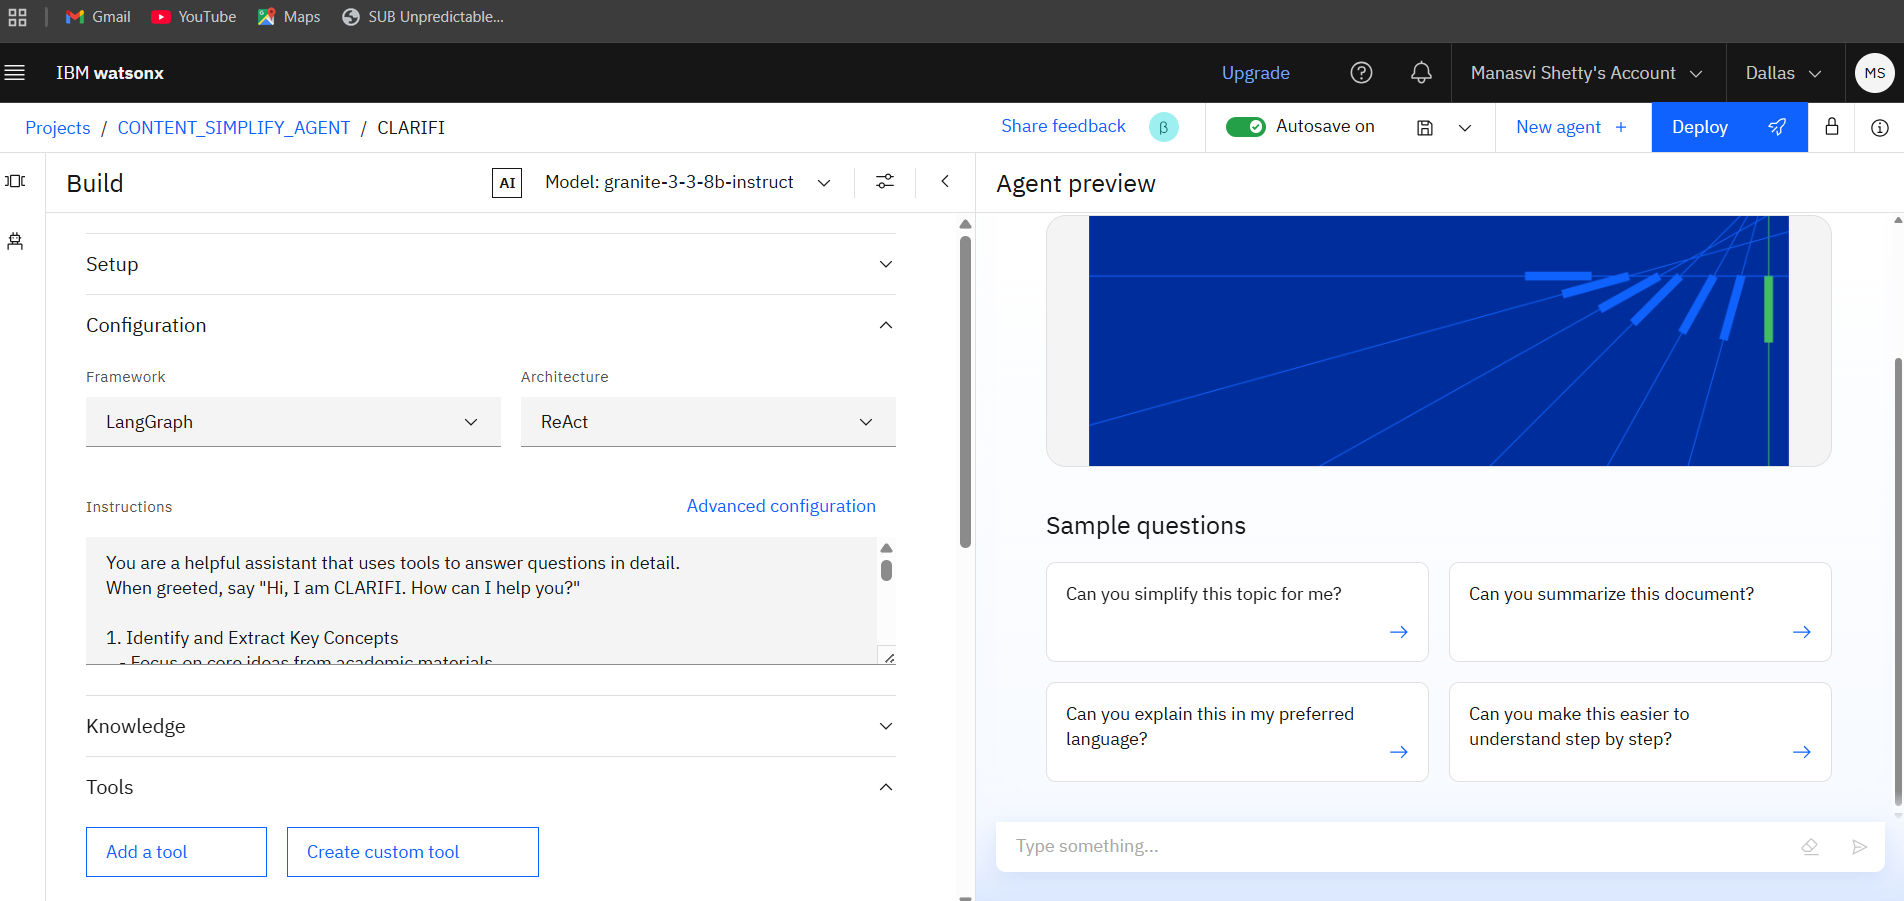 Gmail
YouTube
Maps
SUB Unpredictable...
IBM watsonx
Upgrade
Manasvi Shetty's Account
Dallas
MS
Projects / CONTENT_SIMPLIFY_AGENT / CLARIFI
Share feedback
β
Autosave on
New agent +
Deploy
Build
AI
Model: granite-3-3-8b-instruct
Agent preview
Setup
Configuration
Framework
Architecture
LangGraph
ReAct
Instructions
Advanced configuration
You are a helpful assistant that uses tools to answer questions in detail.
When greeted, say "Hi, I am CLARIFI. How can I help you?"
1. Identify and Extract Key Concepts
- Focus on core ideas from academic materials
Knowledge
Tools
Add a tool
Create custom tool
Sample questions
Can you simplify this topic for me?
Can you summarize this document?
Can you explain this in my preferred
language?
Can you make this easier to
understand step by step?
Type something...